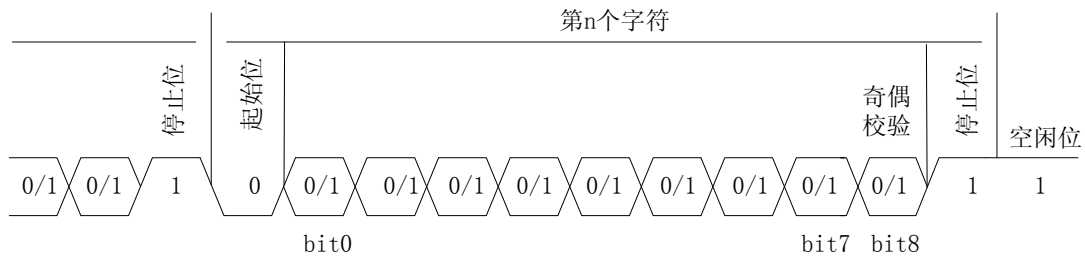 第n个字符
停止位
起始位
奇偶
校验
停止位
空闲位
0/1 0/1 1 0 0/1 0/1 0/1 0/1 0/1 0/1 0/1 0/1 0/1 1 1
bit0 bit7 bit8